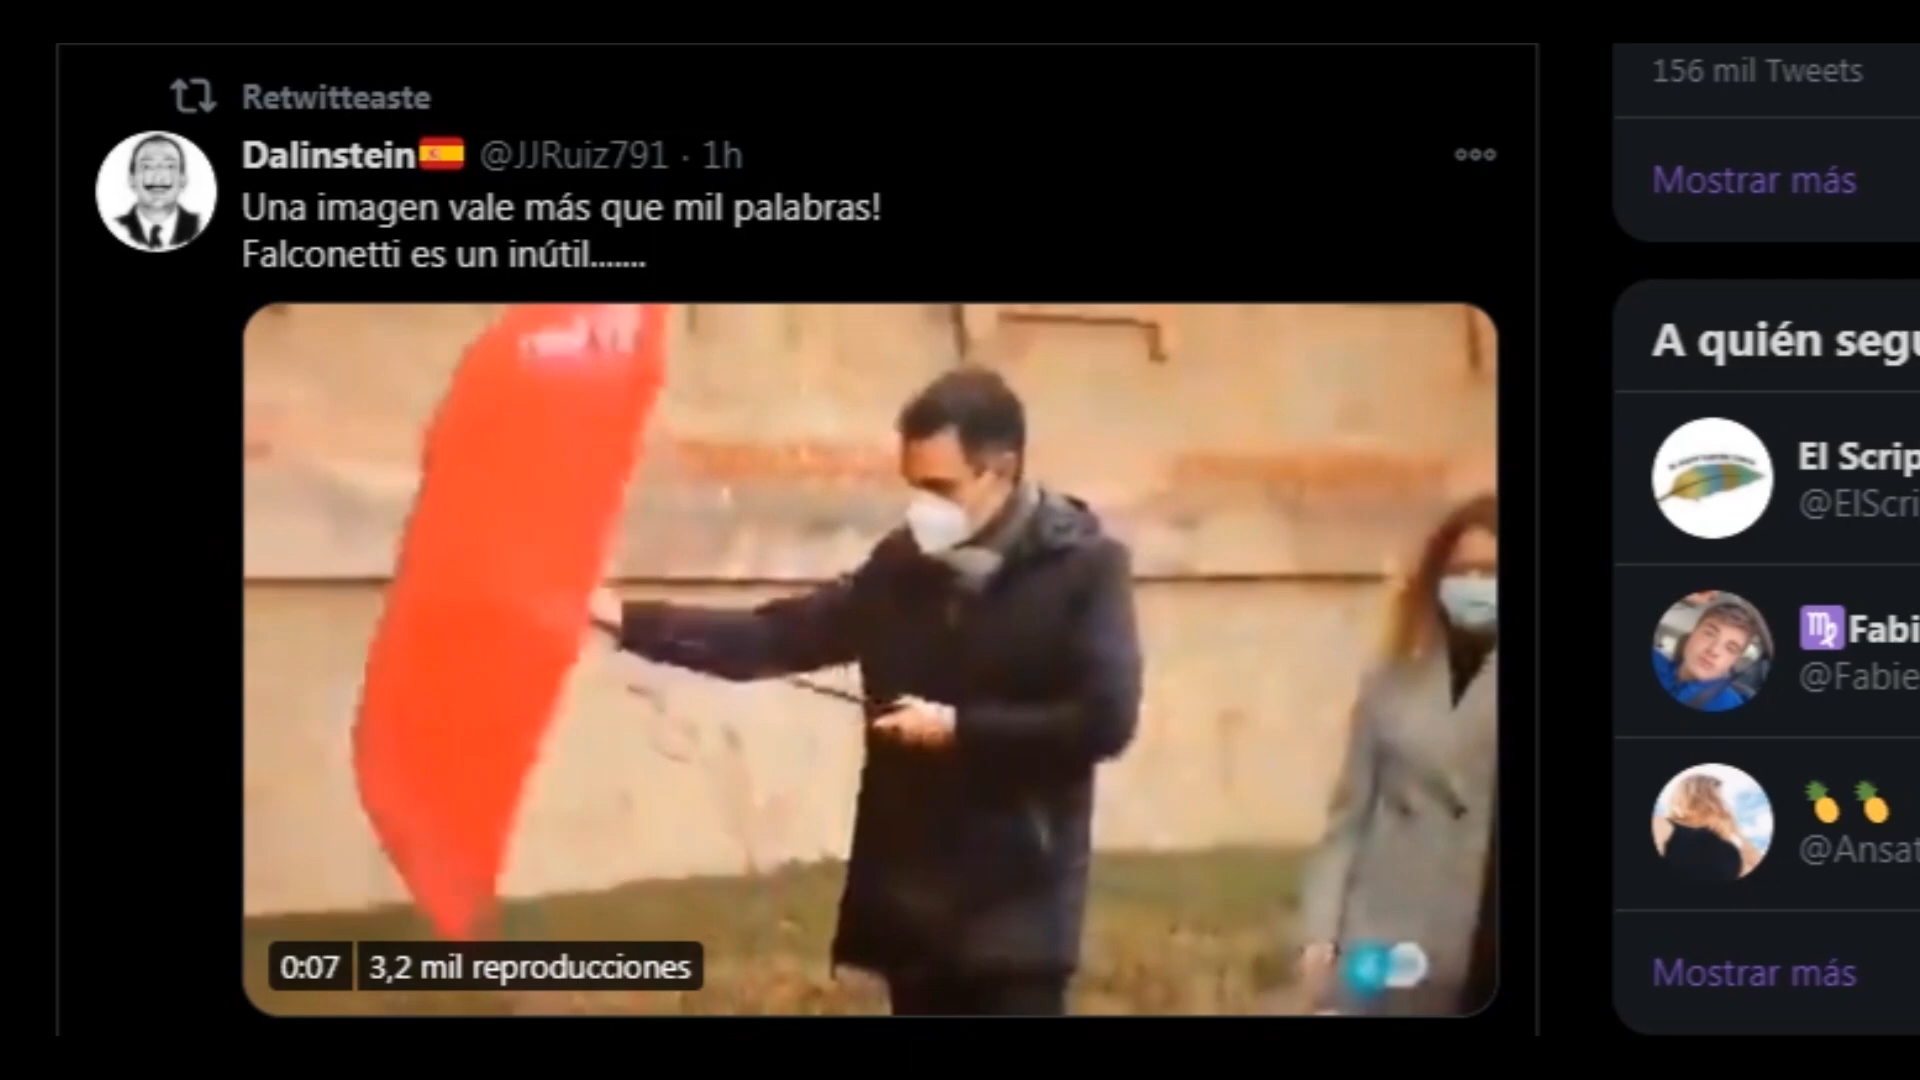 Retwitteaste
Dalinstein @JJRuiz791 · 1h
Una imagen vale más que mil palabras!
Falconetti es un inútil.......
0:07 3,2 mil reproducciones
156 mil Tweets
Mostrar más
A quién segu
El Scrip
@ElScri
Fabi
@Fabie
@Ansat
Mostrar más